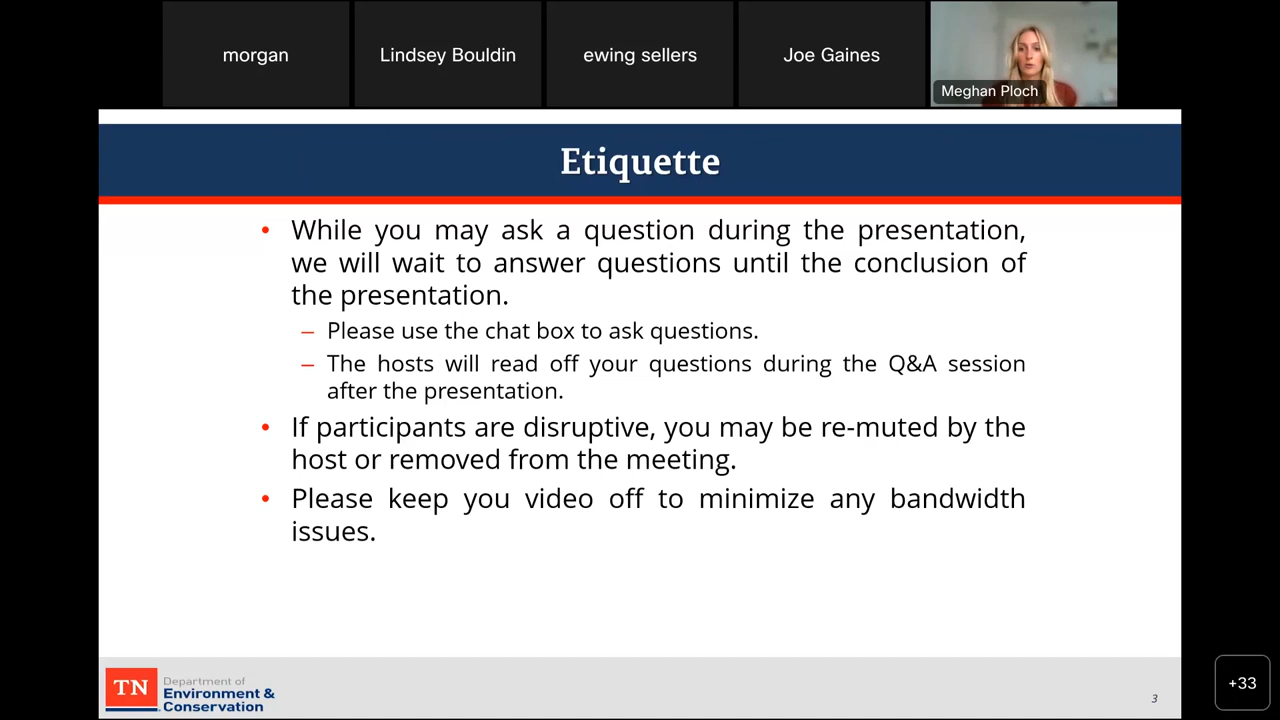 morgan
Lindsey Bouldin
ewing sellers
Joe Gaines
Meghan Ploch
Etiquette
• While you may ask a question during the presentation,
we will wait to answer questions until the conclusion of
the presentation.
– Please use the chat box to ask questions.
– The hosts will read off your questions during the Q&A session
after the presentation.
• If participants are disruptive, you may be re-muted by the
host or removed from the meeting.
• Please keep you video off to minimize any bandwidth
issues.
TN
Department of
Environment &
Conservation
3
+33